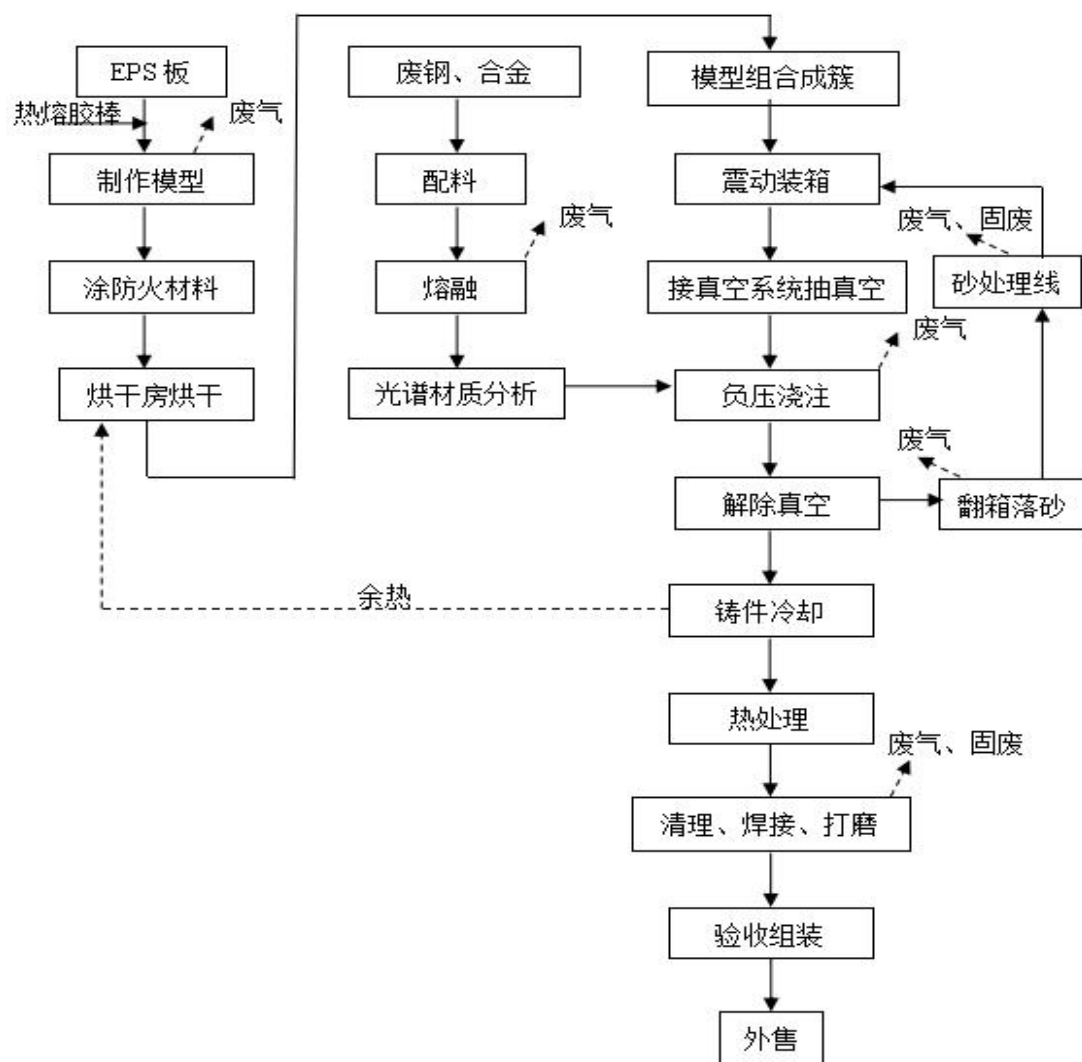 EPS 板
热熔胶棒
废气
制作模型
涂防火材料
烘干房烘干
废钢、合金
配料
废气
熔融
光谱材质分析
模型组合成簇
震动装箱
废气、固废
砂处理线
接真空系统抽真空
废气
负压浇注
废气
解除真空
翻箱落砂
余热
铸件冷却
热处理
废气、固废
清理、焊接、打磨
验收组装
外售